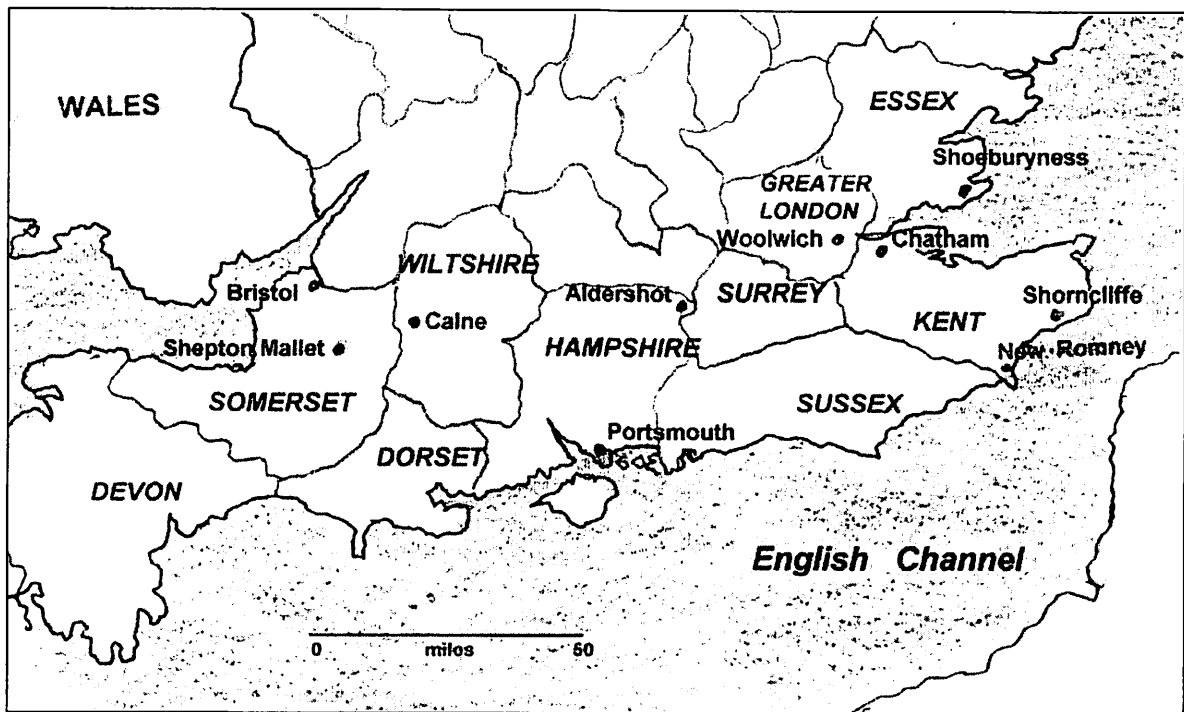 WALES
ESSEX
Shoeburyness
GREATER
LONDON
Woolwich
Chatham
WILTSHIRE
Bristol
Aldershot
SURREY
Shorncliffe
Calne
KENT
Shepton Mallet
HAMPSHIRE
New Romney
SOMERSET
SUSSEX
Portsmouth
DORSET
DEVON
English Channel
0 miles 50